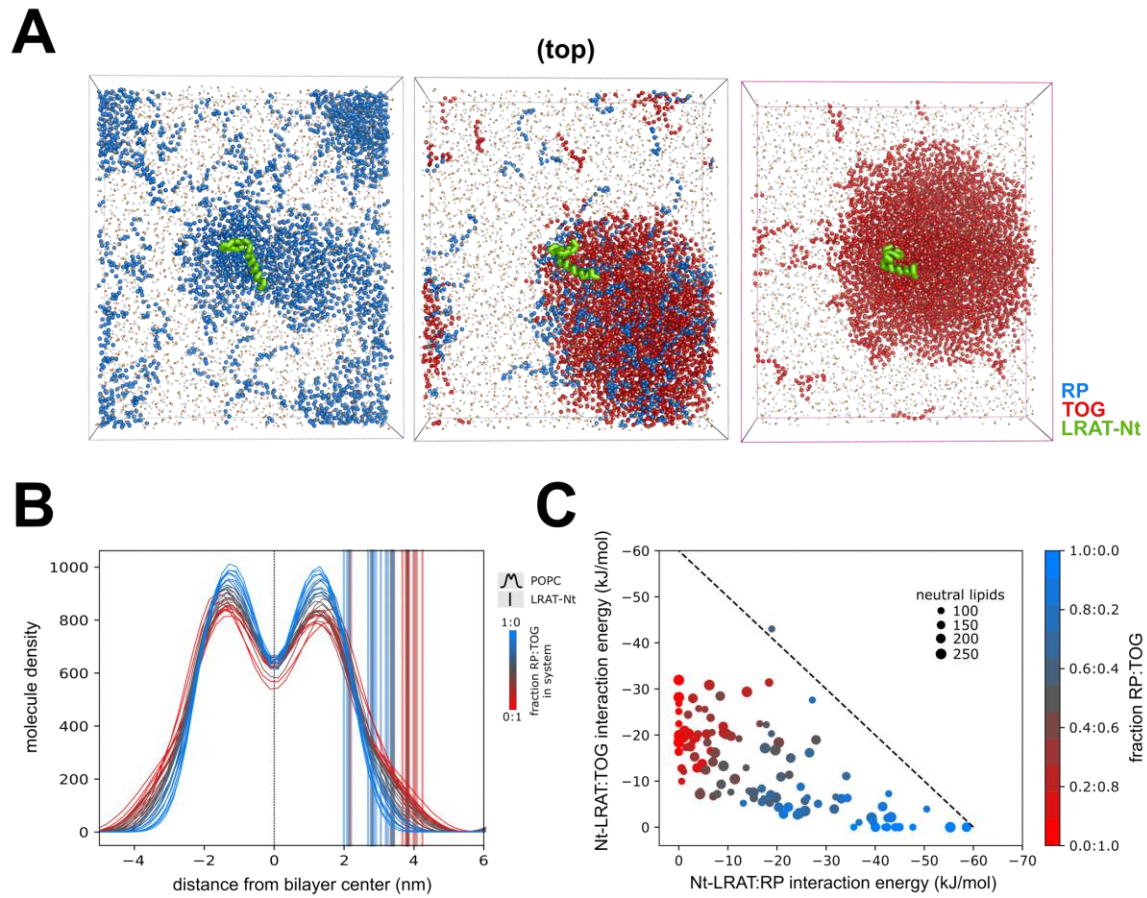 A
(top)
RP
TOG
LRAT-Nt
B
molecule density
1000
800
600
400
200
0
−4
−2
0
2
4
6
distance from bilayer center (nm)
POPC
LRAT-Nt
1:0
0:1
fraction RP:TOG
in system
C
Nt-LRAT:TOG interaction energy (kJ/mol)
−60
−50
−40
−30
−20
−10
0
0
−10
−20
−30
−40
−50
−60
−70
Nt-LRAT:RP interaction energy (kJ/mol)
neutral lipids
100
150
200
250
1.0:0.0
0.8:0.2
0.6:0.4
0.4:0.6
0.2:0.8
0.0:1.0
fraction RP:TOG